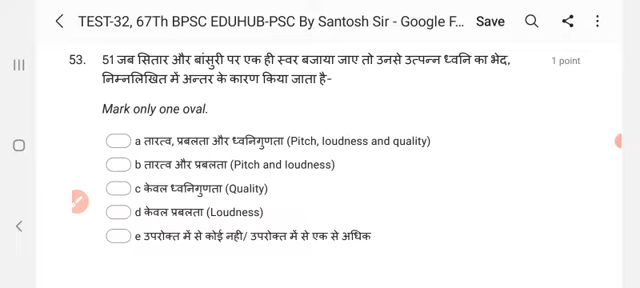 TEST-32, 67Th BPSC EDUHUB-PSC By Santosh Sir - Google F... Save
53. 51 जब सितार और बांसुरी पर एक ही स्वर बजाया जाए तो उनसे उत्पन्न ध्वनि का भेद, 1 point
निम्नलिखित में अन्तर के कारण किया जाता है-
Mark only one oval.
a तारत्व, प्रबलता और ध्वनिगुणता (Pitch, loudness and quality)
b तारत्व और प्रबलता (Pitch and loudness)
c केवल ध्वनिगुणता (Quality)
d केवल प्रबलता (Loudness)
e उपरोक्त में से कोई नही/ उपरोक्त में से एक से अधिक